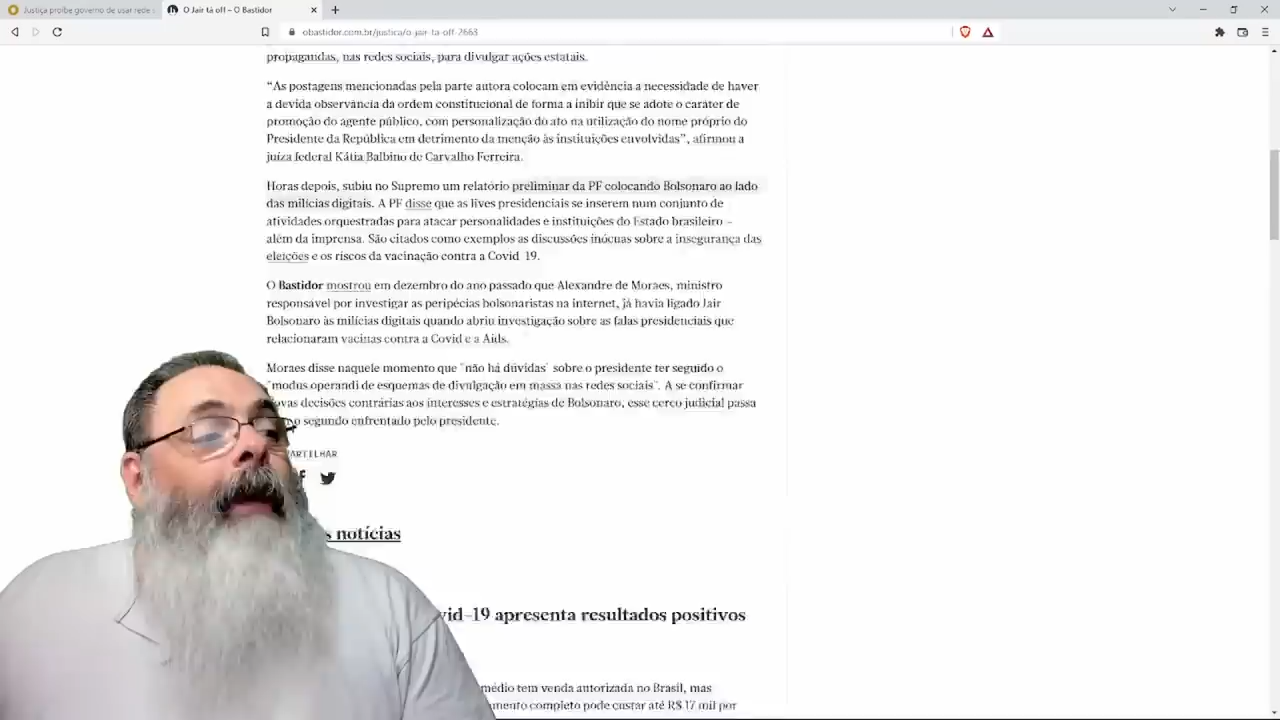 Justiça proíbe governo de usar rede s
O Jair tá off – O Bastidor
obastidor.com.br/justica/o-jair-ta-off-2663
propagandas, nas redes sociais, para divulgar ações estatais.
“As postagens mencionadas pela parte autora colocam em evidência a necessidade de haver
a devida observância da ordem constitucional de forma a inibir que se adote o caráter de
promoção do agente público, com personalização do ato na utilização do nome próprio do
Presidente da República em detrimento da menção às instituições envolvidas”, afirmou a
juíza federal Kátia Balbino de Carvalho Ferreira.
Horas depois, subiu no Supremo um relatório preliminar da PF colocando Bolsonaro ao lado
das milícias digitais. A PF disse que as lives presidenciais se inserem num conjunto de
atividades orquestradas para atacar personalidades e instituições do Estado brasileiro –
além da imprensa. São citados como exemplos as discussões inócuas sobre a insegurança das
eleições e os riscos da vacinação contra a Covid-19.
O Bastidor mostrou em dezembro do ano passado que Alexandre de Moraes, ministro
responsável por investigar as peripécias bolsonaristas na internet, já havia ligado Jair
Bolsonaro às milícias digitais quando abriu investigação sobre as falas presidenciais que
relacionaram vacinas contra a Covid e a Aids.
Moraes disse naquele momento que "não há dúvidas" sobre o presidente ter seguido o
"modus operandi de esquemas de divulgação em massa nas redes sociais". A se confirmar
novas decisões contrárias aos interesses e estratégias de Bolsonaro, esse cerco judicial passa
o segundo enfrentado pelo presidente.
ARTILHAR
s notícias
vid-19 apresenta resultados positivos
médio tem venda autorizada no Brasil, mas
amento completo pode custar até R$ 17 mil por